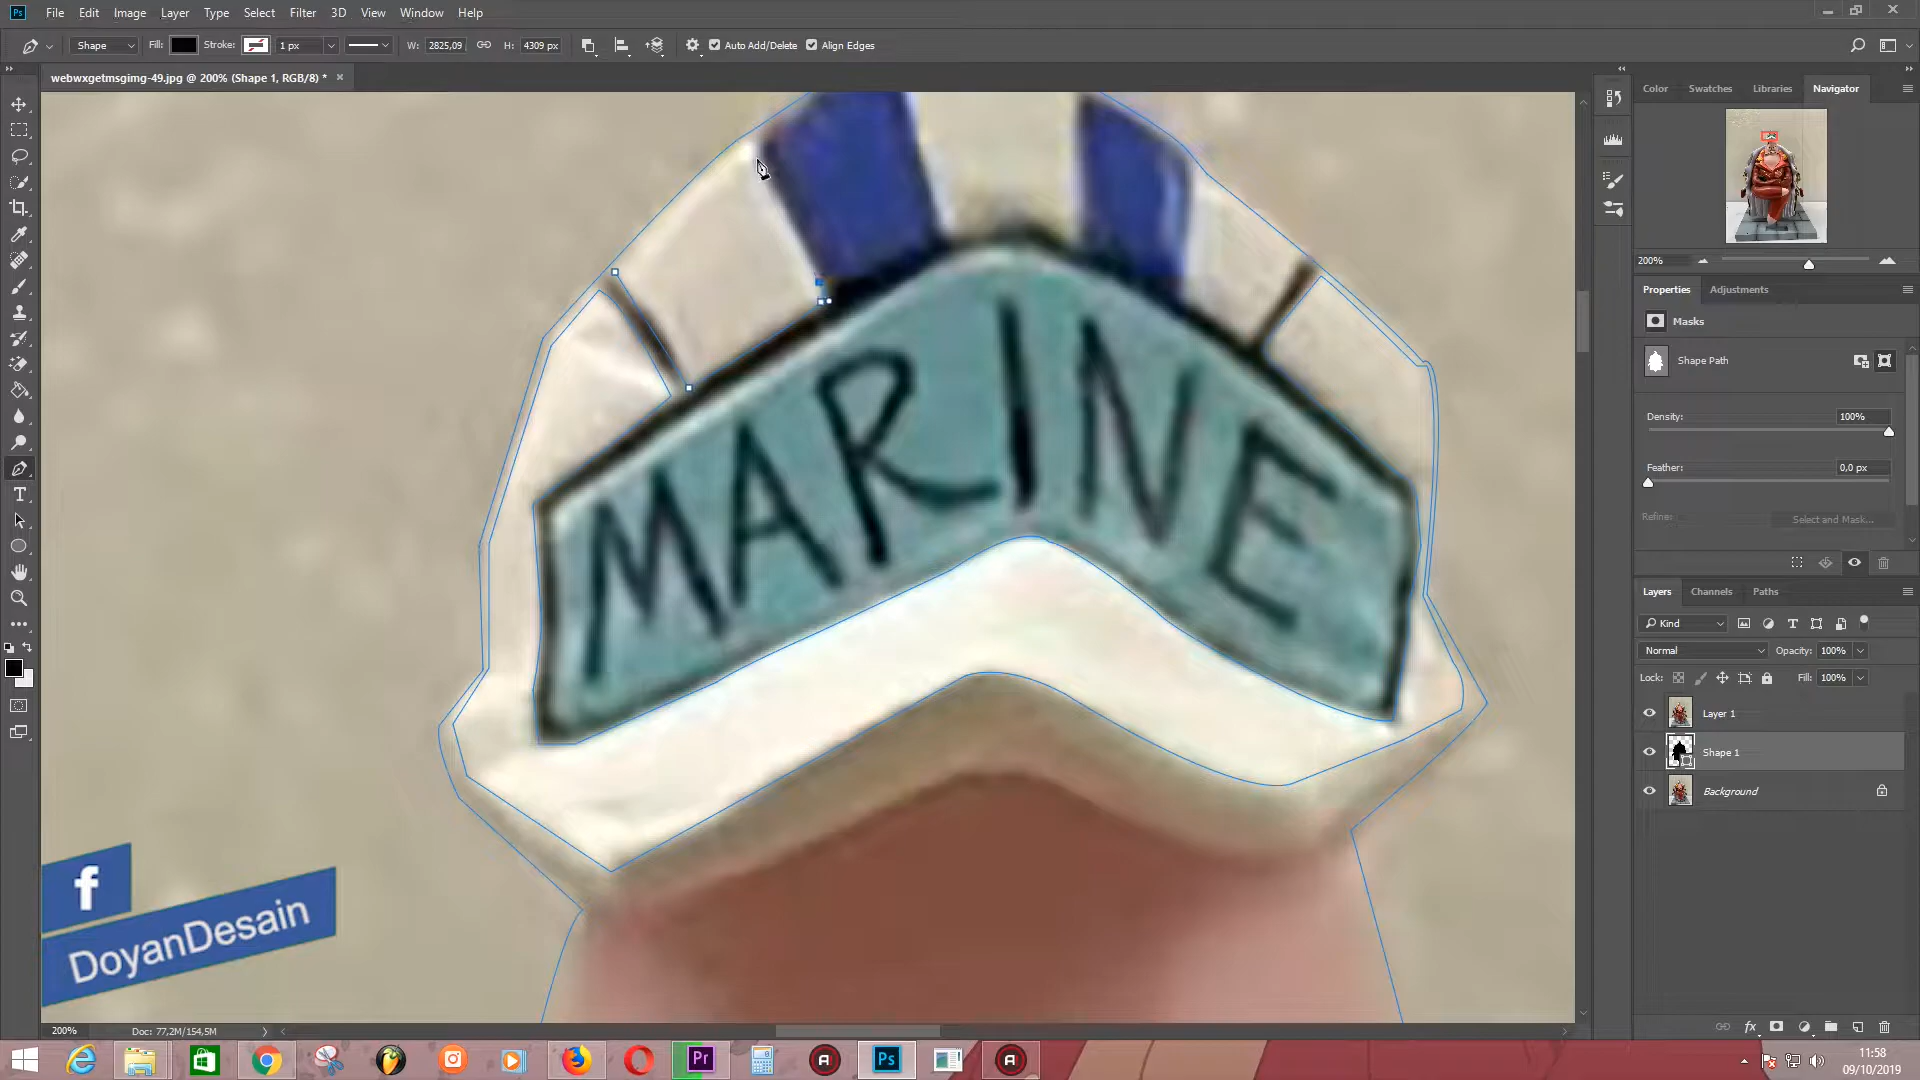 Ps File Edit Image Layer Type Select Filter 3D View Window Help
Shape Fill: Stroke: 1 px W: 2825,09 H: 4309 px Auto Add/Delete Align Edges
webwxgetmsgimg-49.jpg @ 200% (Shape 1, RGB/8) * ×
Color Swatches Libraries Navigator
200%
Properties Adjustments
Masks
Shape Path
Density: 100%
Feather: 0,0 px
Refine: Select and Mask...
Layers Channels Paths
Kind
Normal Opacity: 100%
Lock: Fill: 100%
Layer 1
Shape 1
Background
MARINE
f
DoyanDesain
200% Doc: 77,2M/154,5M
Pr Ps
11:58
09/10/2019